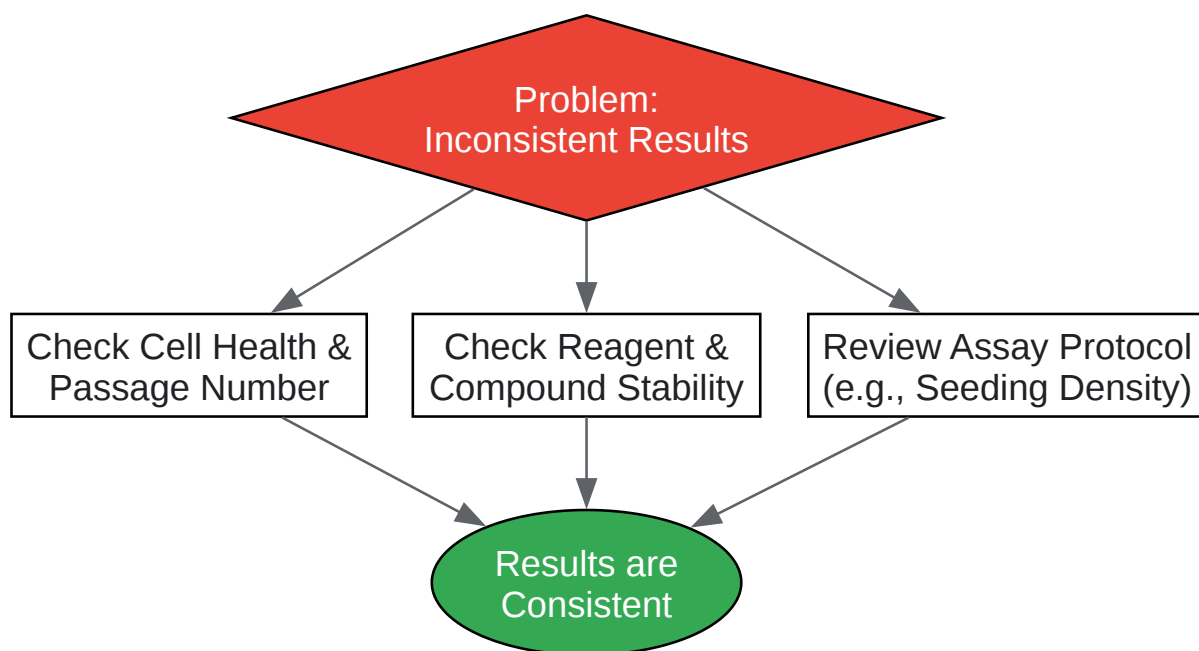 Problem:
Inconsistent Results
Check Cell Health &
Passage Number
Check Reagent &
Compound Stability
Review Assay Protocol
(e.g., Seeding Density)
Results are
Consistent